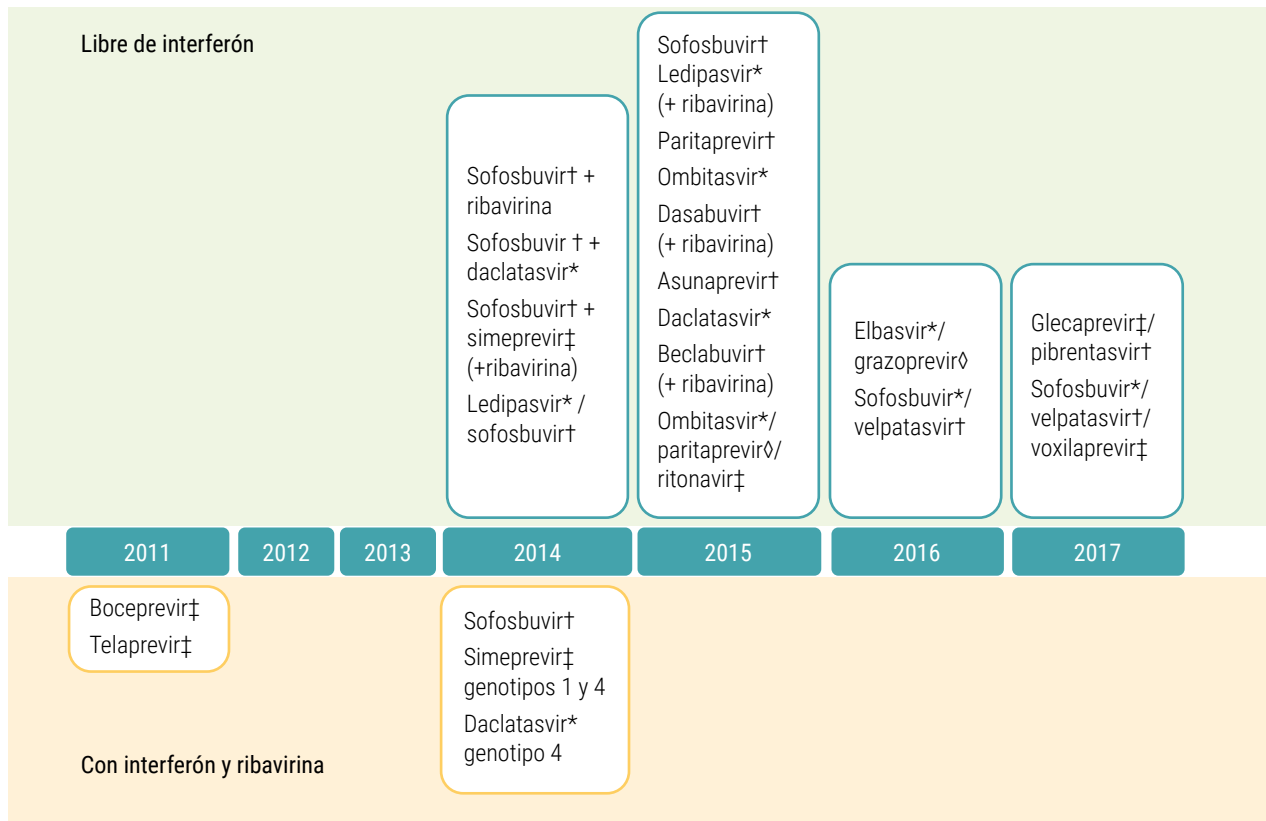 Libre de interferón
Sofosbuvir† +
ribavirina
Sofosbuvir † +
daclatasvir*
Sofosbuvir† +
simeprevir‡
(+ribavirina)
Ledipasvir* /
sofosbuvir†
Sofosbuvir†
Ledipasvir*
(+ ribavirina)
Paritaprevir†
Ombitasvir*
Dasabuvir†
(+ ribavirina)
Asunaprevir†
Daclatasvir*
Beclabuvir†
(+ ribavirina)
Ombitasvir*/
paritaprevir◊/
ritonavir‡
Elbasvir*/
grazoprevir◊
Sofosbuvir*/
velpatasvir†
Glecaprevir‡/
pibrentasvir†
Sofosbuvir*/
velpatasvir†/
voxilaprevir‡
2011
2012
2013
2014
2015
2016
2017
Boceprevir‡
Telaprevir‡
Sofosbuvir†
Simeprevir‡
genotipos 1 y 4
Daclatasvir*
genotipo 4
Con interferón y ribavirina